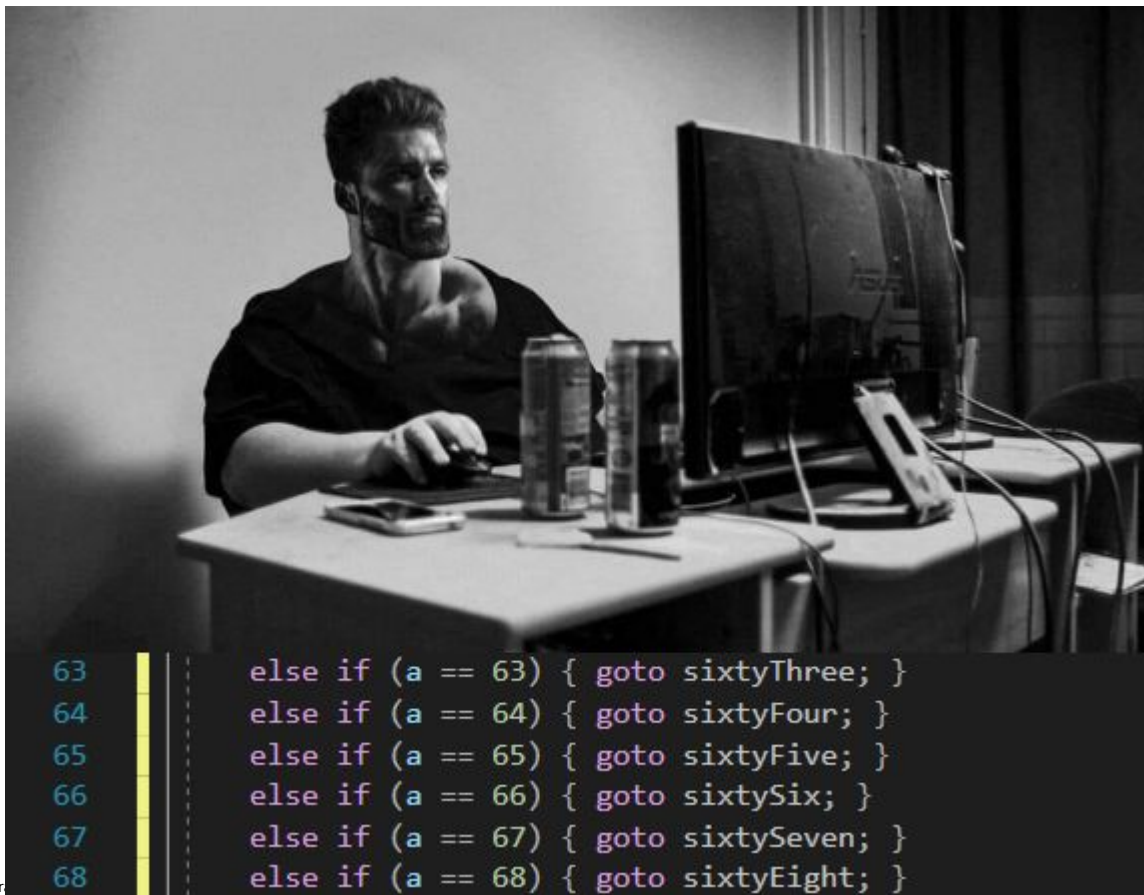 ASUS
63 else if (a == 63) { goto sixtyThree; }
64 else if (a == 64) { goto sixtyFour; }
65 else if (a == 65) { goto sixtyFive; }
66 else if (a == 66) { goto sixtySix; }
67 else if (a == 67) { goto sixtySeven; }
68 else if (a == 68) { goto sixtyEight; }